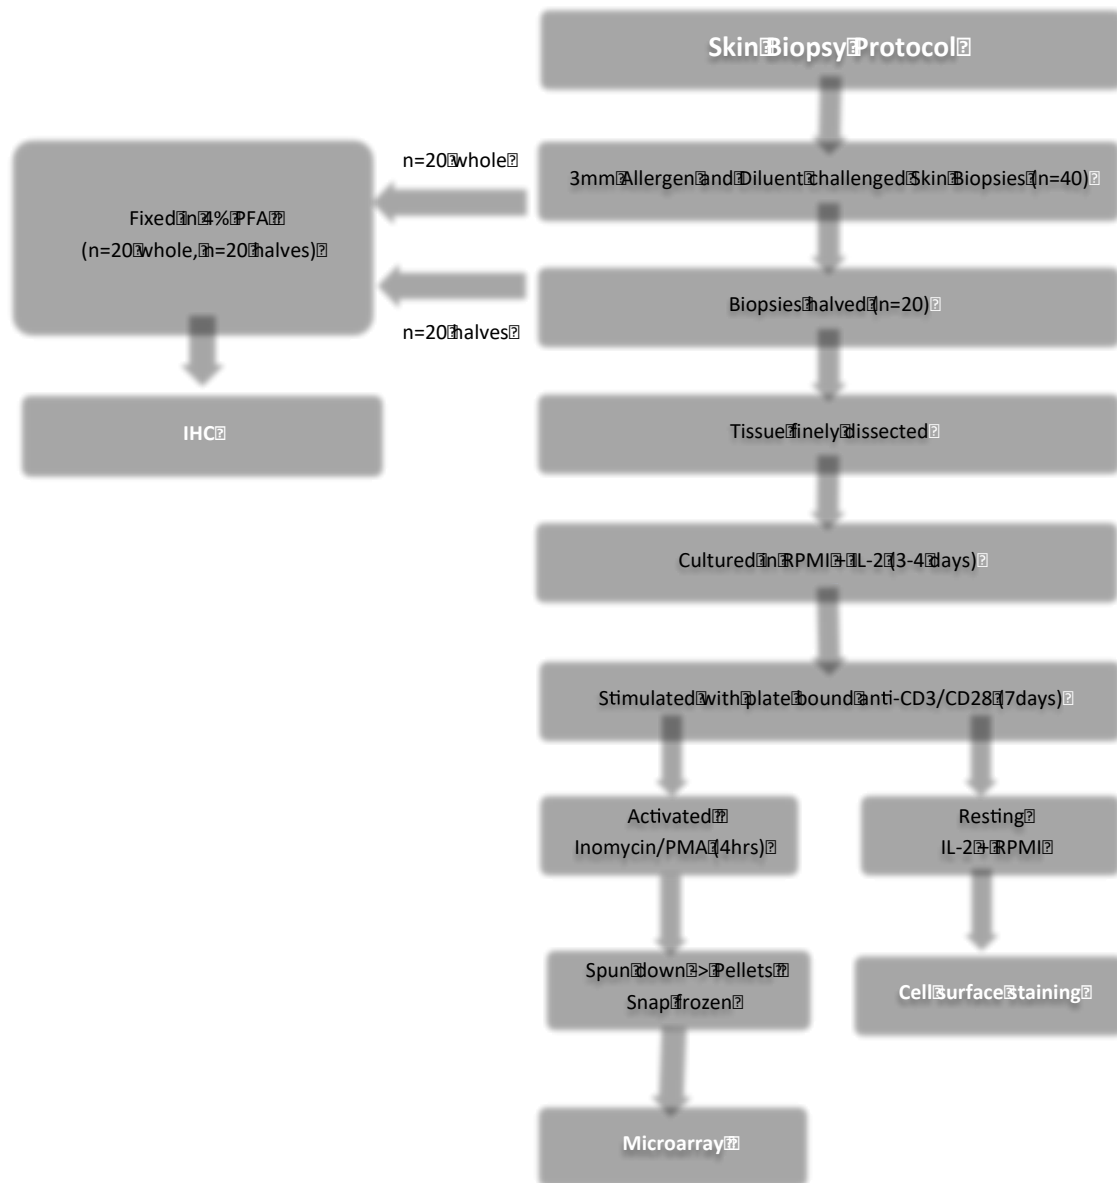 Skin Biopsy Protocol
n=20 whole
3mm Allergen and Diluent challenged Skin Biopsies (n=40)
Fixed in 4% PFA
(n=20 whole, n=20 halves)
Biopsies halved (n=20)
n=20 halves
IHC
Tissue finely dissected
Cultured in RPMI + IL-2 (3-4 days)
Stimulated with plate bound anti-CD3/CD28 (7days)
Activated
Inomycin/PMA (4hrs)
Resting
IL-2 + RPMI
Spun down -> Pellets
Snap frozen
Cell surface staining
Microarray